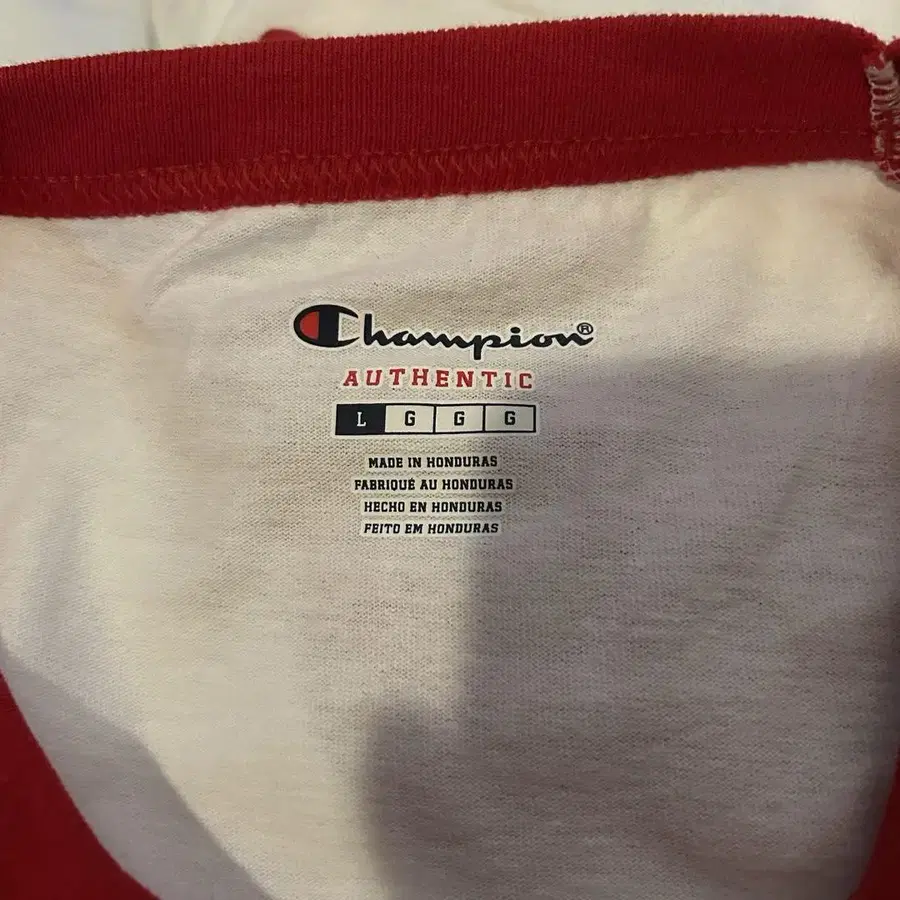 Champion®
AUTHENTIC
L G G G
MADE IN HONDURAS
FABRIQUÉ AU HONDURAS
HECHO EN HONDURAS
FEITO EM HONDURAS